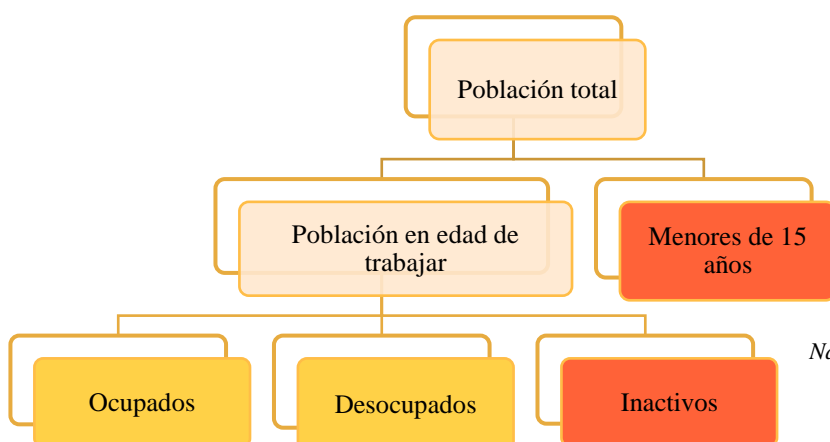 Población total
Población en edad de
trabajar
Menores de 15
años
Ocupados
Desocupados
Inactivos